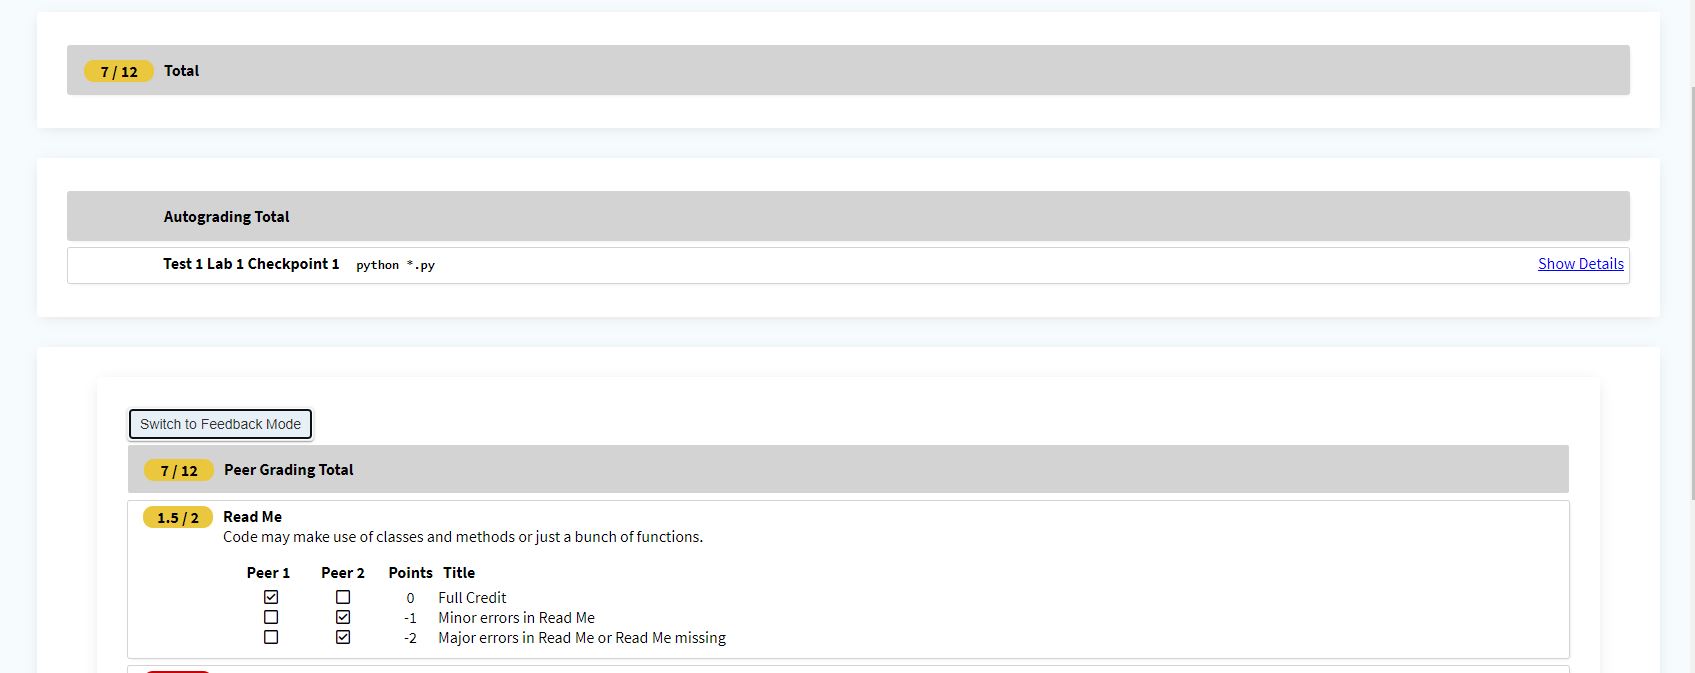 7 / 12 Total
Autograding Total
Test 1 Lab 1 Checkpoint 1 python *.py Show Details
Switch to Feedback Mode
7 / 12 Peer Grading Total
1.5 / 2 Read Me
Code may make use of classes and methods or just a bunch of functions.
Peer 1 Peer 2 Points Title
0 Full Credit
-1 Minor errors in Read Me
-2 Major errors in Read Me or Read Me missing